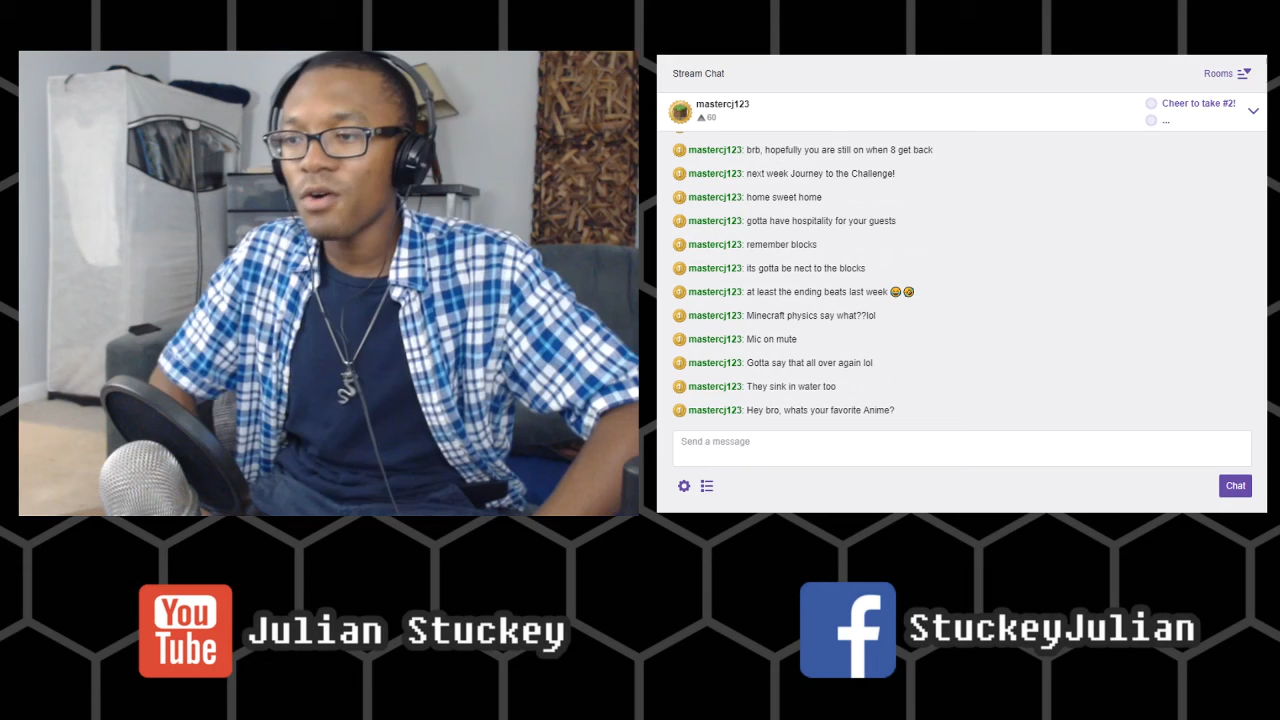 Stream Chat
Rooms
mastercj123
60
Cheer to take #2!
...
mastercj123: brb, hopefully you are still on when 8 get back
mastercj123: next week Journey to the Challenge!
mastercj123: home sweet home
mastercj123: gotta have hospitality for your guests
mastercj123: remember blocks
mastercj123: its gotta be nect to the blocks
mastercj123: at least the ending beats last week 😂 🤣
mastercj123: Minecraft physics say what??lol
mastercj123: Mic on mute
mastercj123: Gotta say that all over again lol
mastercj123: They sink in water too
mastercj123: Hey bro, whats your favorite Anime?
Send a message
Chat
You
Tube
Julian Stuckey
f
StuckeyJulian